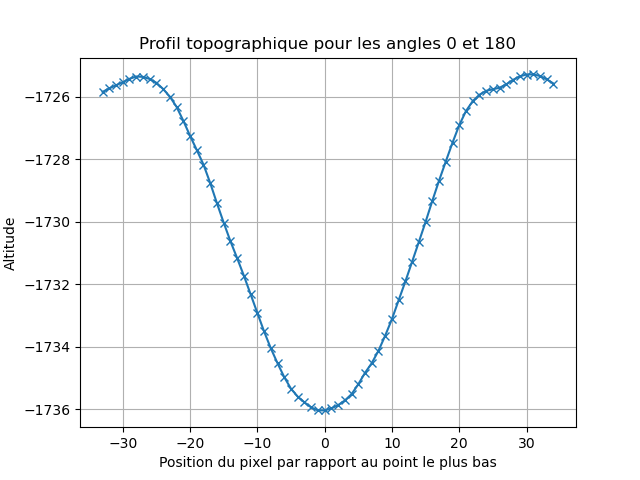 Profil topographique pour les angles 0 et 180
Altitude
−1726
−1728
−1730
−1732
−1734
−1736
−30 −20 −10 0 10 20 30
Position du pixel par rapport au point le plus bas